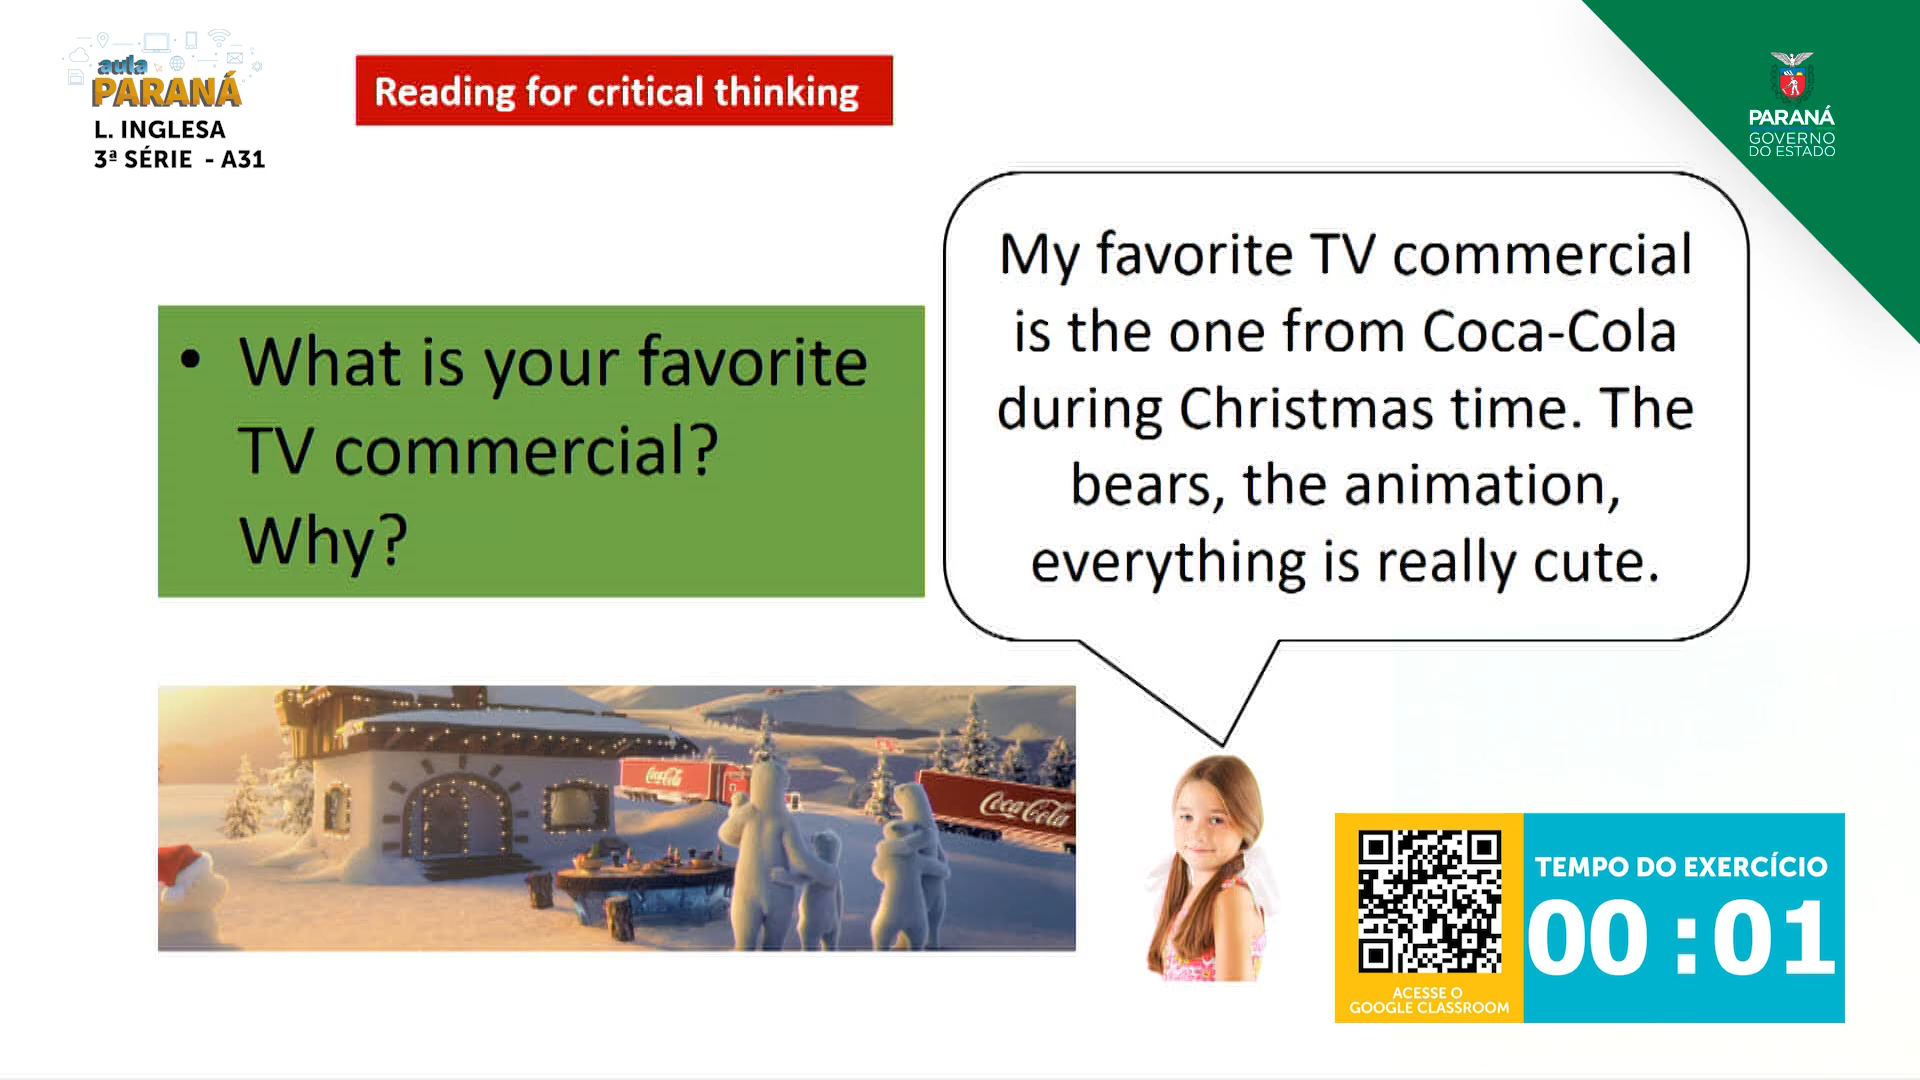 aula
PARANÁ
L. INGLESA
3ª SÉRIE - A31
Reading for critical thinking
PARANÁ
GOVERNO
DO ESTADO
• What is your favorite
TV commercial?
Why?
My favorite TV commercial
is the one from Coca-Cola
during Christmas time. The
bears, the animation,
everything is really cute.
Coca-Cola
Coca-Cola
TEMPO DO EXERCÍCIO
00:01
ACESSE O
GOOGLE CLASSROOM